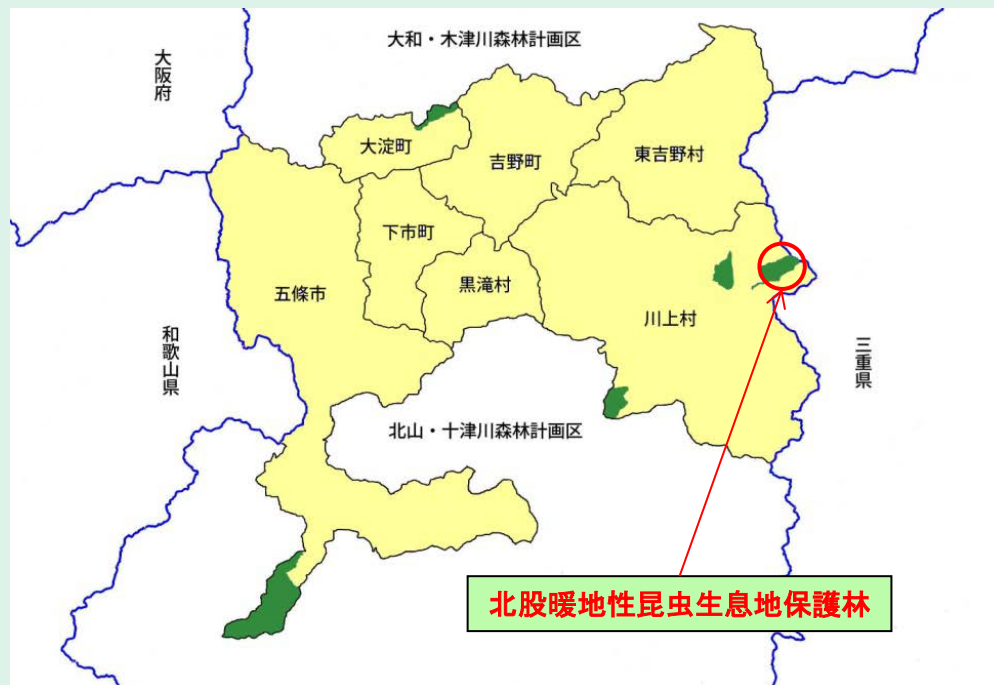 大和・木津川森林計画区
大阪府
大淀町
吉野町
東吉野村
下市町
五條市
黒滝村
川上村
和歌山県
三重県
北山・十津川森林計画区
北股暖地性昆虫生息地保護林